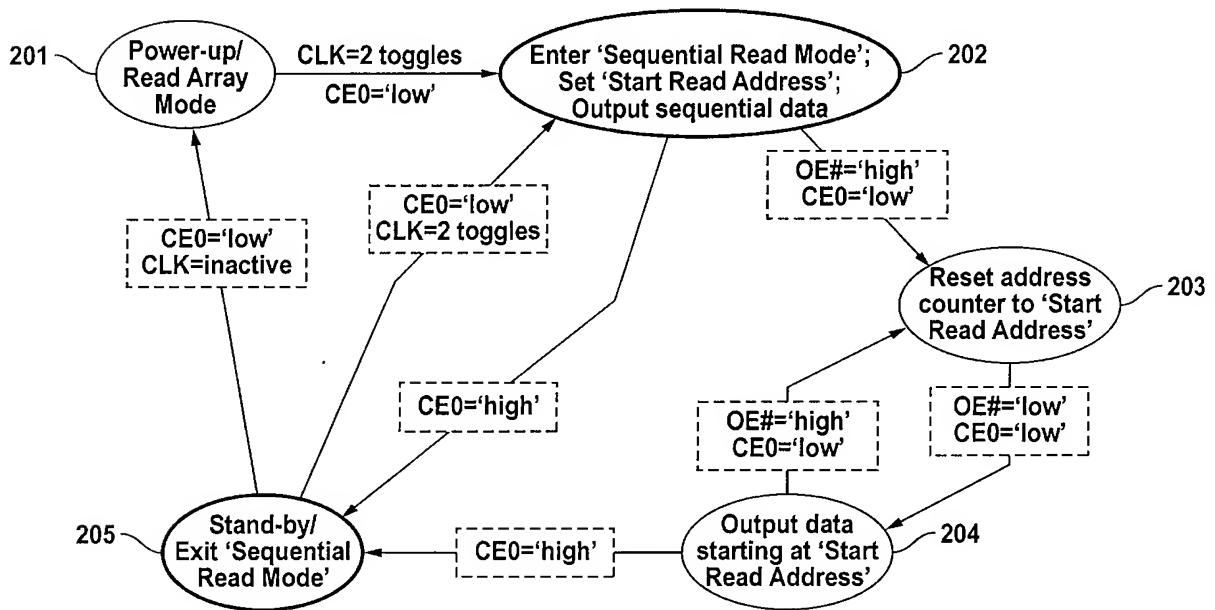 201
Power-up/
Read Array
Mode
CLK=2 toggles
CE0='low'
Enter 'Sequential Read Mode';
Set 'Start Read Address';
Output sequential data
202
OE#='high'
CE0='low'
CE0='low'
CLK=2 toggles
CE0='low'
CLK=inactive
Reset address
counter to 'Start
Read Address'
203
CE0='high'
OE#='high'
CE0='low'
OE#='low'
CE0='low'
205
Stand-by/
Exit 'Sequential
Read Mode'
CE0='high'
Output data
starting at 'Start
Read Address'
204